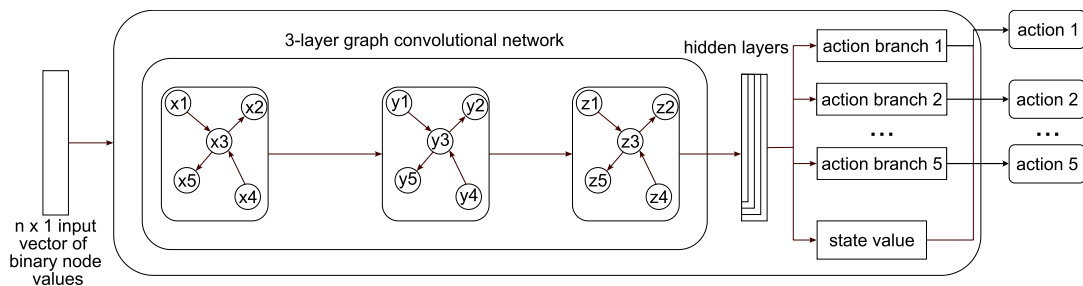 3-layer graph convolutional network
n x 1 input
vector of
binary node
values
x1
x2
x3
x5
x4
y1
y2
y3
y5
y4
z1
z2
z3
z5
z4
hidden layers
action branch 1
action branch 2
...
action branch 5
state value
action 1
action 2
...
action 5